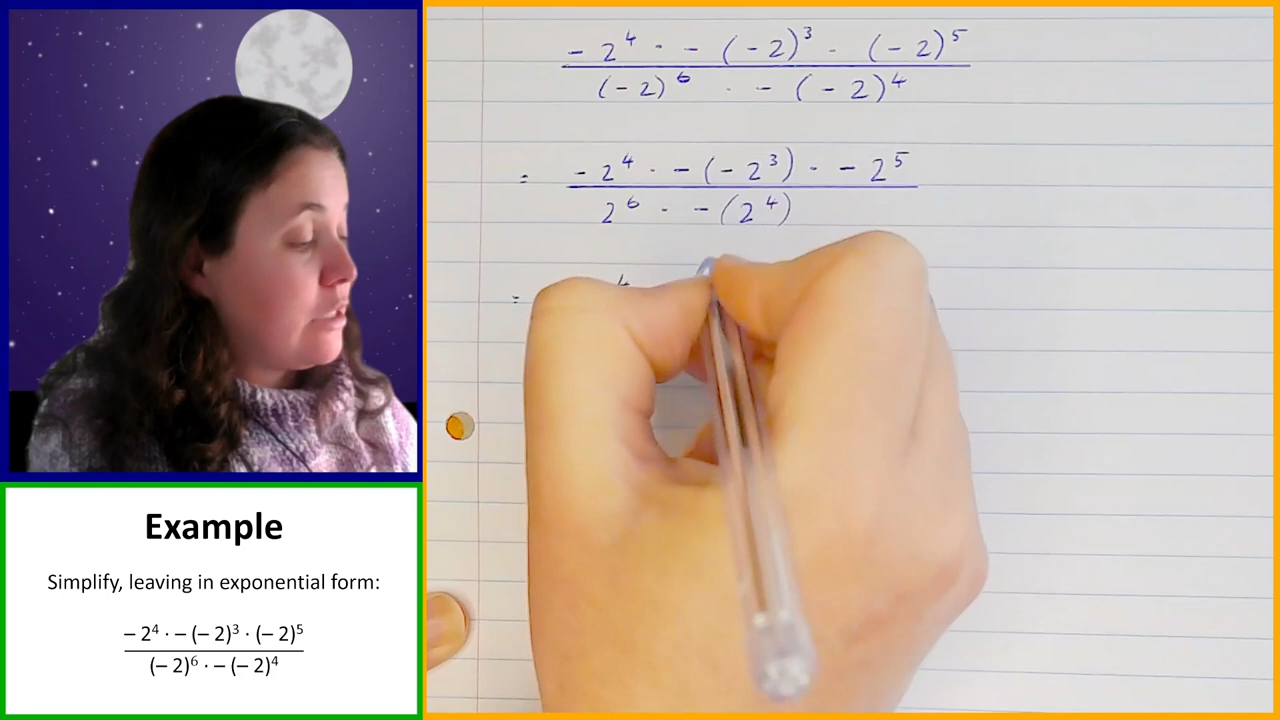 Example
Simplify, leaving in exponential form:
– 2⁴ · – (– 2)³ · (– 2)⁵
(– 2)⁶ · – (– 2)⁴
- 2⁴ · - (-2)³ · (-2)⁵
(-2)⁶ · - (-2)⁴
= - 2⁴ · - (-2³) · - 2⁵
2⁶ · - (2⁴)
=